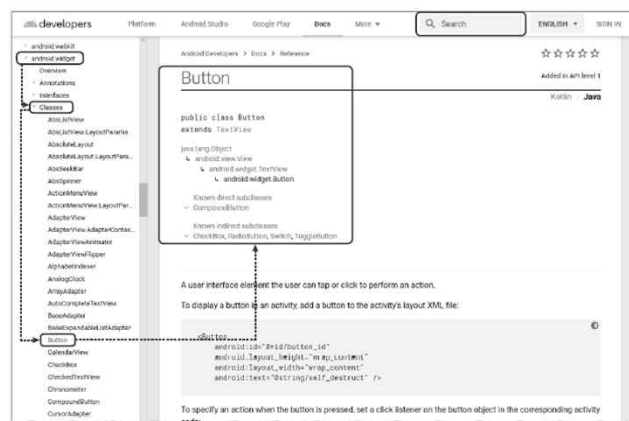 developers
Platform
Android Studio
Google Play
Docs
More
Search
ENGLISH
SIGN IN
android.webkit
android.widget
Overview
Annotations
Interfaces
Classes
AbsListView
AbsListView.LayoutParams
AbsoluteLayout
AbsoluteLayout.LayoutPara...
AbsSeekBar
AbsSpinner
ActionMenuView
ActionMenuView.LayoutPar...
AdapterView
AdapterView.AdapterContex...
AdapterViewAnimator
AdapterViewFlipper
AlphabetIndexer
AnalogClock
ArrayAdapter
AutoCompleteTextView
BaseAdapter
BaseExpandableListAdapter
Button
CalendarView
CheckBox
CheckedTextView
Chronometer
CompoundButton
CursorAdapter
Android Developers > Docs > Reference
Button
Added in API level 1
Kotlin | Java
public class Button
extends TextView
java.lang.Object
↳ android.view.View
↳ android.widget.TextView
↳ android.widget.Button
Known direct subclasses
CompoundButton
Known indirect subclasses
CheckBox, RadioButton, Switch, ToggleButton
A user interface element the user can tap or click to perform an action.
To display a button in an activity, add a button to the activity's layout XML file:
<Button
android:id="@+id/button_id"
android:layout_height="wrap_content"
android:layout_width="wrap_content"
android:text="@string/self_destruct" />
To specify an action when the button is pressed, set a click listener on the button object in the corresponding activity
code: